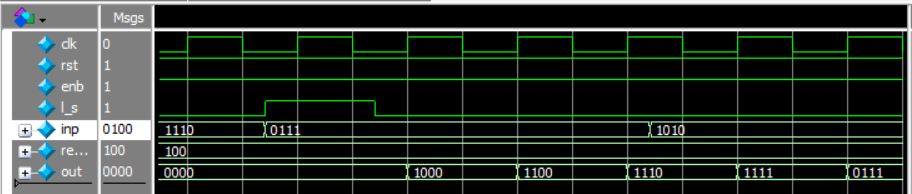 Msgs
clk 0
rst 1
enb 1
l_s 1
inp 0100 1110 0111 1010
re... 100 100
out 0000 0000 1000 1100 1110 1111 0111